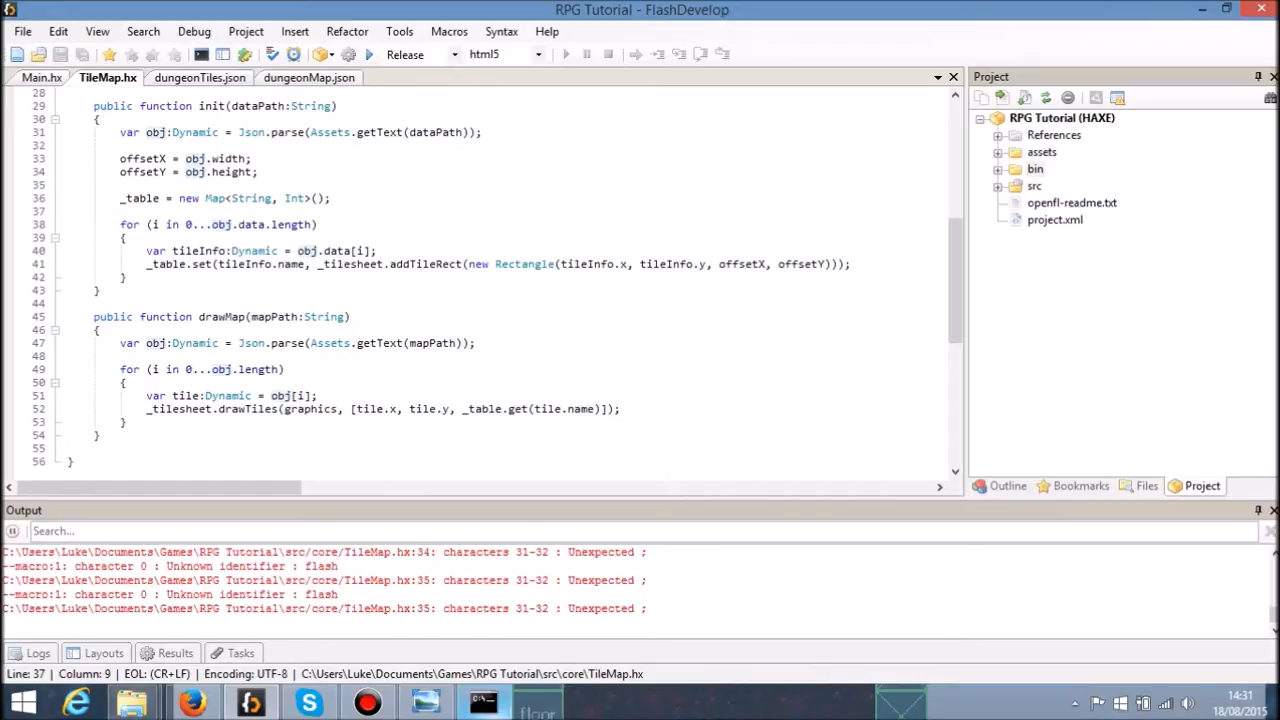 RPG Tutorial - FlashDevelop
File Edit View Search Debug Project Insert Refactor Tools Macros Syntax Help
Release html5
Main.hx TileMap.hx dungeonTiles.json dungeonMap.json
28
29 public function init(dataPath:String)
30 {
31 var obj:Dynamic = Json.parse(Assets.getText(dataPath));
32
33 offsetX = obj.width;
34 offsetY = obj.height;
35
36 _table = new Map<String, Int>();
37
38 for (i in 0...obj.data.length)
39 {
40 var tileInfo:Dynamic = obj.data[i];
41 _table.set(tileInfo.name, _tilesheet.addTileRect(new Rectangle(tileInfo.x, tileInfo.y, offsetX, offsetY)));
42 }
43 }
44
45 public function drawMap(mapPath:String)
46 {
47 var obj:Dynamic = Json.parse(Assets.getText(mapPath));
48
49 for (i in 0...obj.length)
50 {
51 var tile:Dynamic = obj[i];
52 _tilesheet.drawTiles(graphics, [tile.x, tile.y, _table.get(tile.name)]);
53 }
54 }
55
56 }
Project
RPG Tutorial (HAXE)
References
assets
bin
src
openfl-readme.txt
project.xml
Outline Bookmarks Files Project
Output
Search...
C:\Users\Luke\Documents\Games\RPG Tutorial\src/core/TileMap.hx:34: characters 31-32 : Unexpected ;
--macro:1: character 0 : Unknown identifier : flash
C:\Users\Luke\Documents\Games\RPG Tutorial\src/core/TileMap.hx:35: characters 31-32 : Unexpected ;
--macro:1: character 0 : Unknown identifier : flash
C:\Users\Luke\Documents\Games\RPG Tutorial\src/core/TileMap.hx:35: characters 31-32 : Unexpected ;
Logs Layouts Results Tasks
Line: 37 Column: 9 EOL: (CR+LF) Encoding: UTF-8 C:\Users\Luke\Documents\Games\RPG Tutorial\src\core\TileMap.hx
floor
14:31
18/08/2015